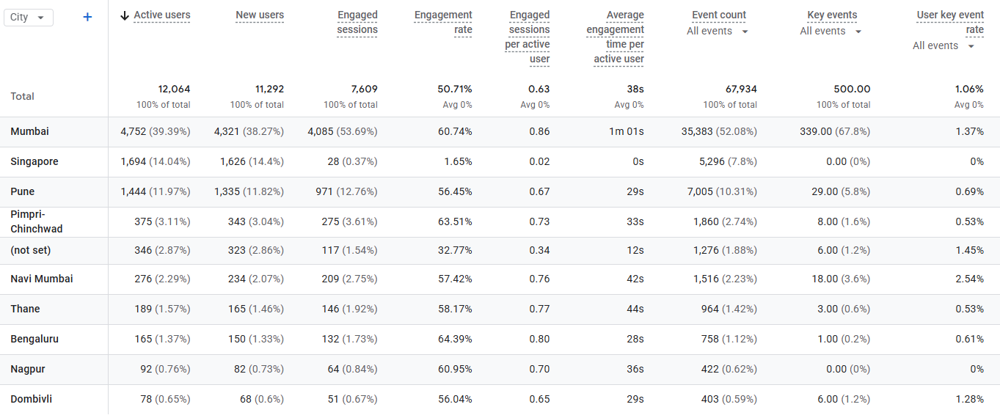 City + ↓ Active users New users Engaged sessions Engagement rate Engaged sessions per active user Average engagement time per active user Event count All events Key events All events User key event rate All events
Total 12,064 11,292 7,609 50.71% 0.63 38s 67,934 500.00 1.06%
100% of total 100% of total 100% of total Avg 0% Avg 0% Avg 0% 100% of total 100% of total Avg 0%
Mumbai 4,752 (39.39%) 4,321 (38.27%) 4,085 (53.69%) 60.74% 0.86 1m 01s 35,383 (52.08%) 339.00 (67.8%) 1.37%
Singapore 1,694 (14.04%) 1,626 (14.4%) 28 (0.37%) 1.65% 0.02 0s 5,296 (7.8%) 0.00 (0%) 0%
Pune 1,444 (11.97%) 1,335 (11.82%) 971 (12.76%) 56.45% 0.67 29s 7,005 (10.31%) 29.00 (5.8%) 0.69%
Pimpri-
Chinchwad 375 (3.11%) 343 (3.04%) 275 (3.61%) 63.51% 0.73 33s 1,860 (2.74%) 8.00 (1.6%) 0.53%
(not set) 346 (2.87%) 323 (2.86%) 117 (1.54%) 32.77% 0.34 12s 1,276 (1.88%) 6.00 (1.2%) 1.45%
Navi Mumbai 276 (2.29%) 234 (2.07%) 209 (2.75%) 57.42% 0.76 42s 1,516 (2.23%) 18.00 (3.6%) 2.54%
Thane 189 (1.57%) 165 (1.46%) 146 (1.92%) 58.17% 0.77 44s 964 (1.42%) 3.00 (0.6%) 0.53%
Bengaluru 165 (1.37%) 150 (1.33%) 132 (1.73%) 64.39% 0.80 28s 758 (1.12%) 1.00 (0.2%) 0.61%
Nagpur 92 (0.76%) 82 (0.73%) 64 (0.84%) 60.95% 0.70 36s 422 (0.62%) 0.00 (0%) 0%
Dombivli 78 (0.65%) 68 (0.6%) 51 (0.67%) 56.04% 0.65 29s 403 (0.59%) 6.00 (1.2%) 1.28%